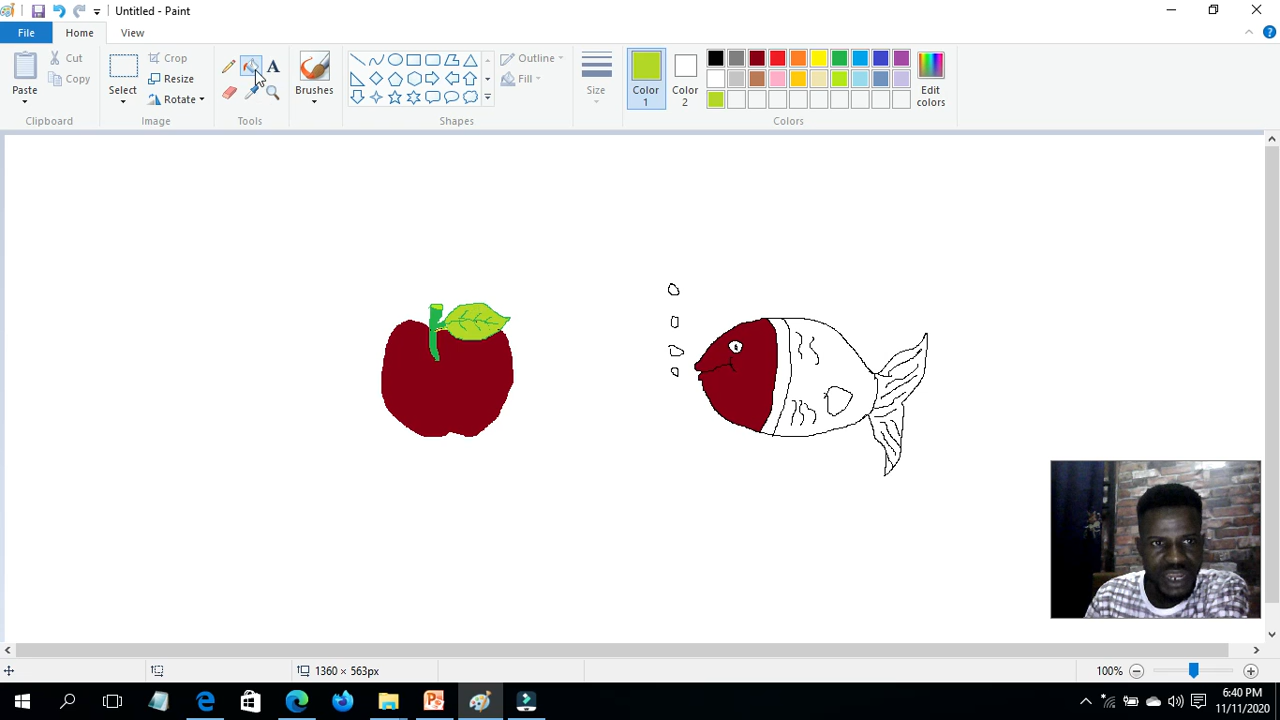 Untitled - Paint
File
Home
View
Paste
Cut
Copy
Clipboard
Select
Crop
Resize
Rotate
Image
A
Tools
Brushes
Shapes
Outline
Fill
Size
Color
1
Color
2
Edit
colors
Colors
1360 × 563px
100%
6:40 PM
11/11/2020